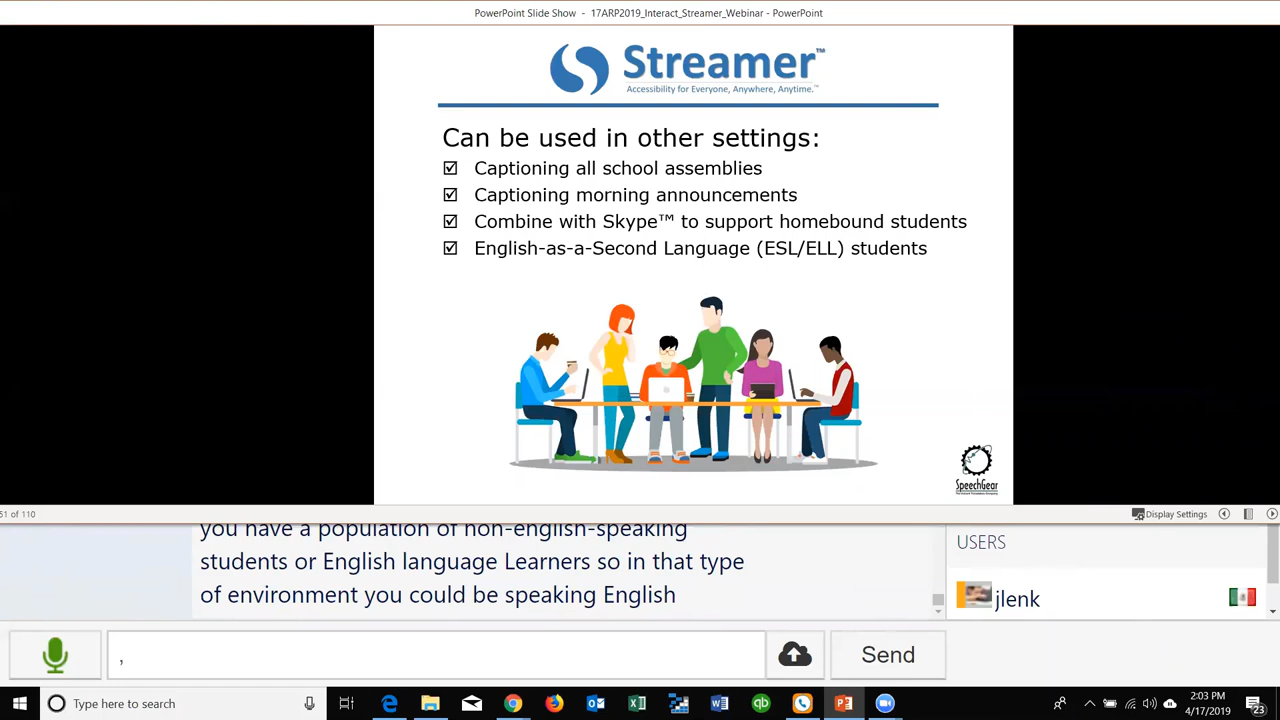 PowerPoint Slide Show - 17ARP2019_Interact_Streamer_Webinar - PowerPoint
Streamer™
Accessibility for Everyone, Anywhere, Anytime.™
Can be used in other settings:
Captioning all school assemblies
Captioning morning announcements
Combine with Skype™ to support homebound students
English-as-a-Second Language (ESL/ELL) students
SpeechGear
51 of 110
Display Settings
you have a population of non-english-speaking
students or English language Learners so in that type
of environment you could be speaking English
USERS
jlenk
,
Send
Type here to search
2:03 PM
4/17/2019
23